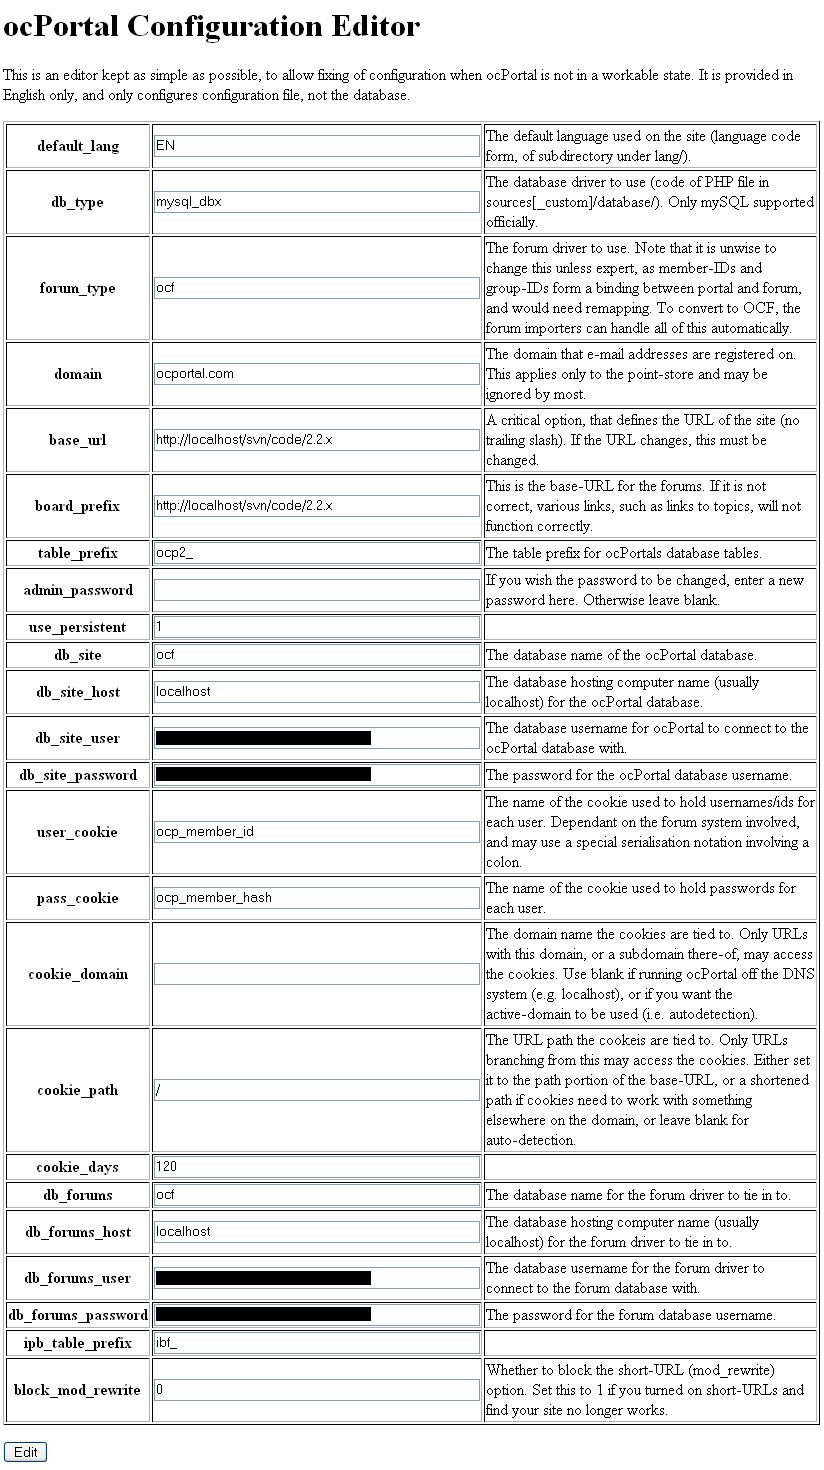 ocPortal Configuration Editor
This is an editor kept as simple as possible, to allow fixing of configuration when ocPortal is not in a workable state. It is provided in
English only, and only configures configuration file, not the database.
default_lang
EN
The default language used on the site (language code
form, of subdirectory under lang/).
db_type
mysql_dbx
The database driver to use (code of PHP file in
sources[_custom]/database/). Only mySQL supported
officially.
forum_type
ocf
The forum driver to use. Note that it is unwise to
change this unless expert, as member-IDs and
group-IDs form a binding between portal and forum,
and would need remapping. To convert to OCF, the
forum importers can handle all of this automatically.
domain
ocportal.com
The domain that e-mail addresses are registered on.
This applies only to the point-store and may be
ignored by most.
base_url
http://localhost/svn/code/2.2.x
A critical option, that defines the URL of the site (no
trailing slash). If the URL changes, this must be
changed.
board_prefix
http://localhost/svn/code/2.2.x
This is the base-URL for the forums. If it is not
correct, various links, such as links to topics, will not
function correctly.
table_prefix
ocp2_
The table prefix for ocPortals database tables.
admin_password
If you wish the password to be changed, enter a new
password here. Otherwise leave blank.
use_persistent
1
db_site
ocf
The database name of the ocPortal database.
db_site_host
localhost
The database hosting computer name (usually
localhost) for the ocPortal database.
db_site_user
The database username for ocPortal to connect to the
ocPortal database with.
db_site_password
The password for the ocPortal database username.
user_cookie
ocp_member_id
The name of the cookie used to hold usernames/ids for
each user. Dependant on the forum system involved,
and may use a special serialisation notation involving a
colon.
pass_cookie
ocp_member_hash
The name of the cookie used to hold passwords for
each user.
cookie_domain
The domain name the cookies are tied to. Only URLs
with this domain, or a subdomain there-of, may access
the cookies. Use blank if running ocPortal off the DNS
system (e.g. localhost), or if you want the
active-domain to be used (i.e. autodetection).
cookie_path
/
The URL path the cookeis are tied to. Only URLs
branching from this may access the cookies. Either set
it to the path portion of the base-URL, or a shortened
path if cookies need to work with something
elsewhere on the domain, or leave blank for
auto-detection.
cookie_days
120
db_forums
ocf
The database name for the forum driver to tie in to.
db_forums_host
localhost
The database hosting computer name (usually
localhost) for the forum driver to tie in to.
db_forums_user
The database username for the forum driver to
connect to the forum database with.
db_forums_password
The password for the forum database username.
ipb_table_prefix
ibf_
block_mod_rewrite
0
Whether to block the short-URL (mod_rewrite)
option. Set this to 1 if you turned on short-URLs and
find your site no longer works.
Edit